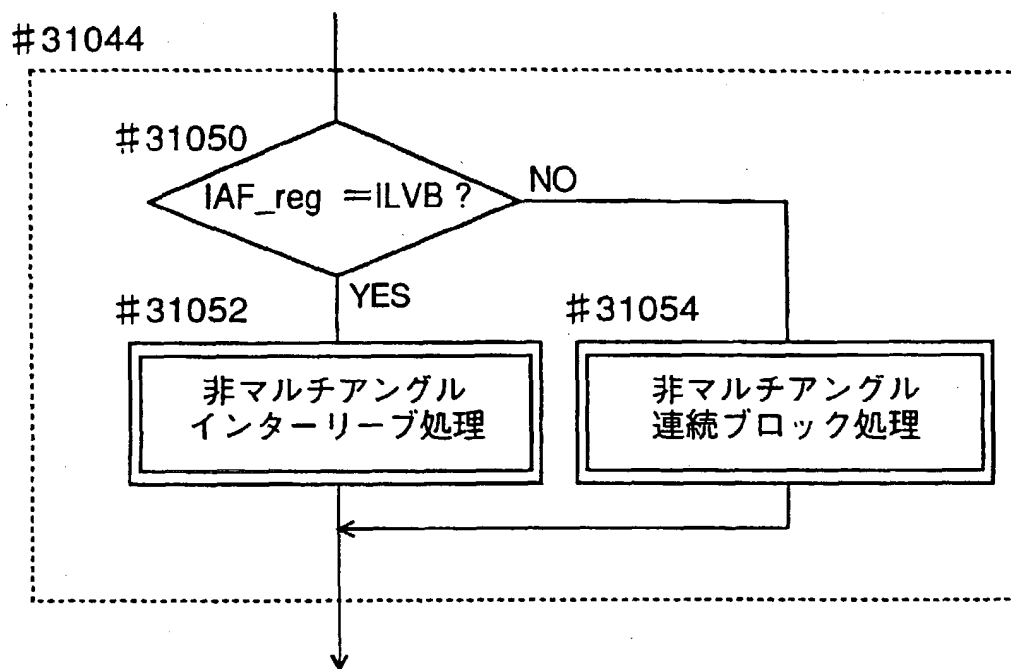 #31044
#31050
IAF_reg =ILVB ?
NO
YES
#31052
#31054
非マルチアングル
インターリーブ処理
非マルチアングル
連続ブロック処理